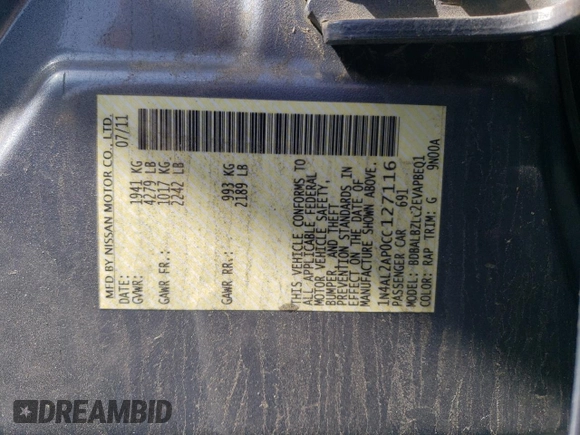 MFD BY NISSAN MOTOR CO., LTD.
DATE: 07/11
GVWR: 1941 KG
4279 LB
GAWR FR.: 1017 KG
2242 LB
GAWR RR.: 993 KG
2189 LB
THIS VEHICLE CONFORMS TO
ALL APPLICABLE FEDERAL
MOTOR VEHICLE SAFETY,
BUMPER, AND THEFT
PREVENTION STANDARDS IN
EFFECT ON THE DATE OF
MANUFACTURE SHOWN ABOVE.
1N4AL2AP0CC127116
PASSENGER CAR 691
MODEL: BDBALBZL2EVAPBEQ1
COLOR: RAP TRIM: G 9N00A
DREAMBID